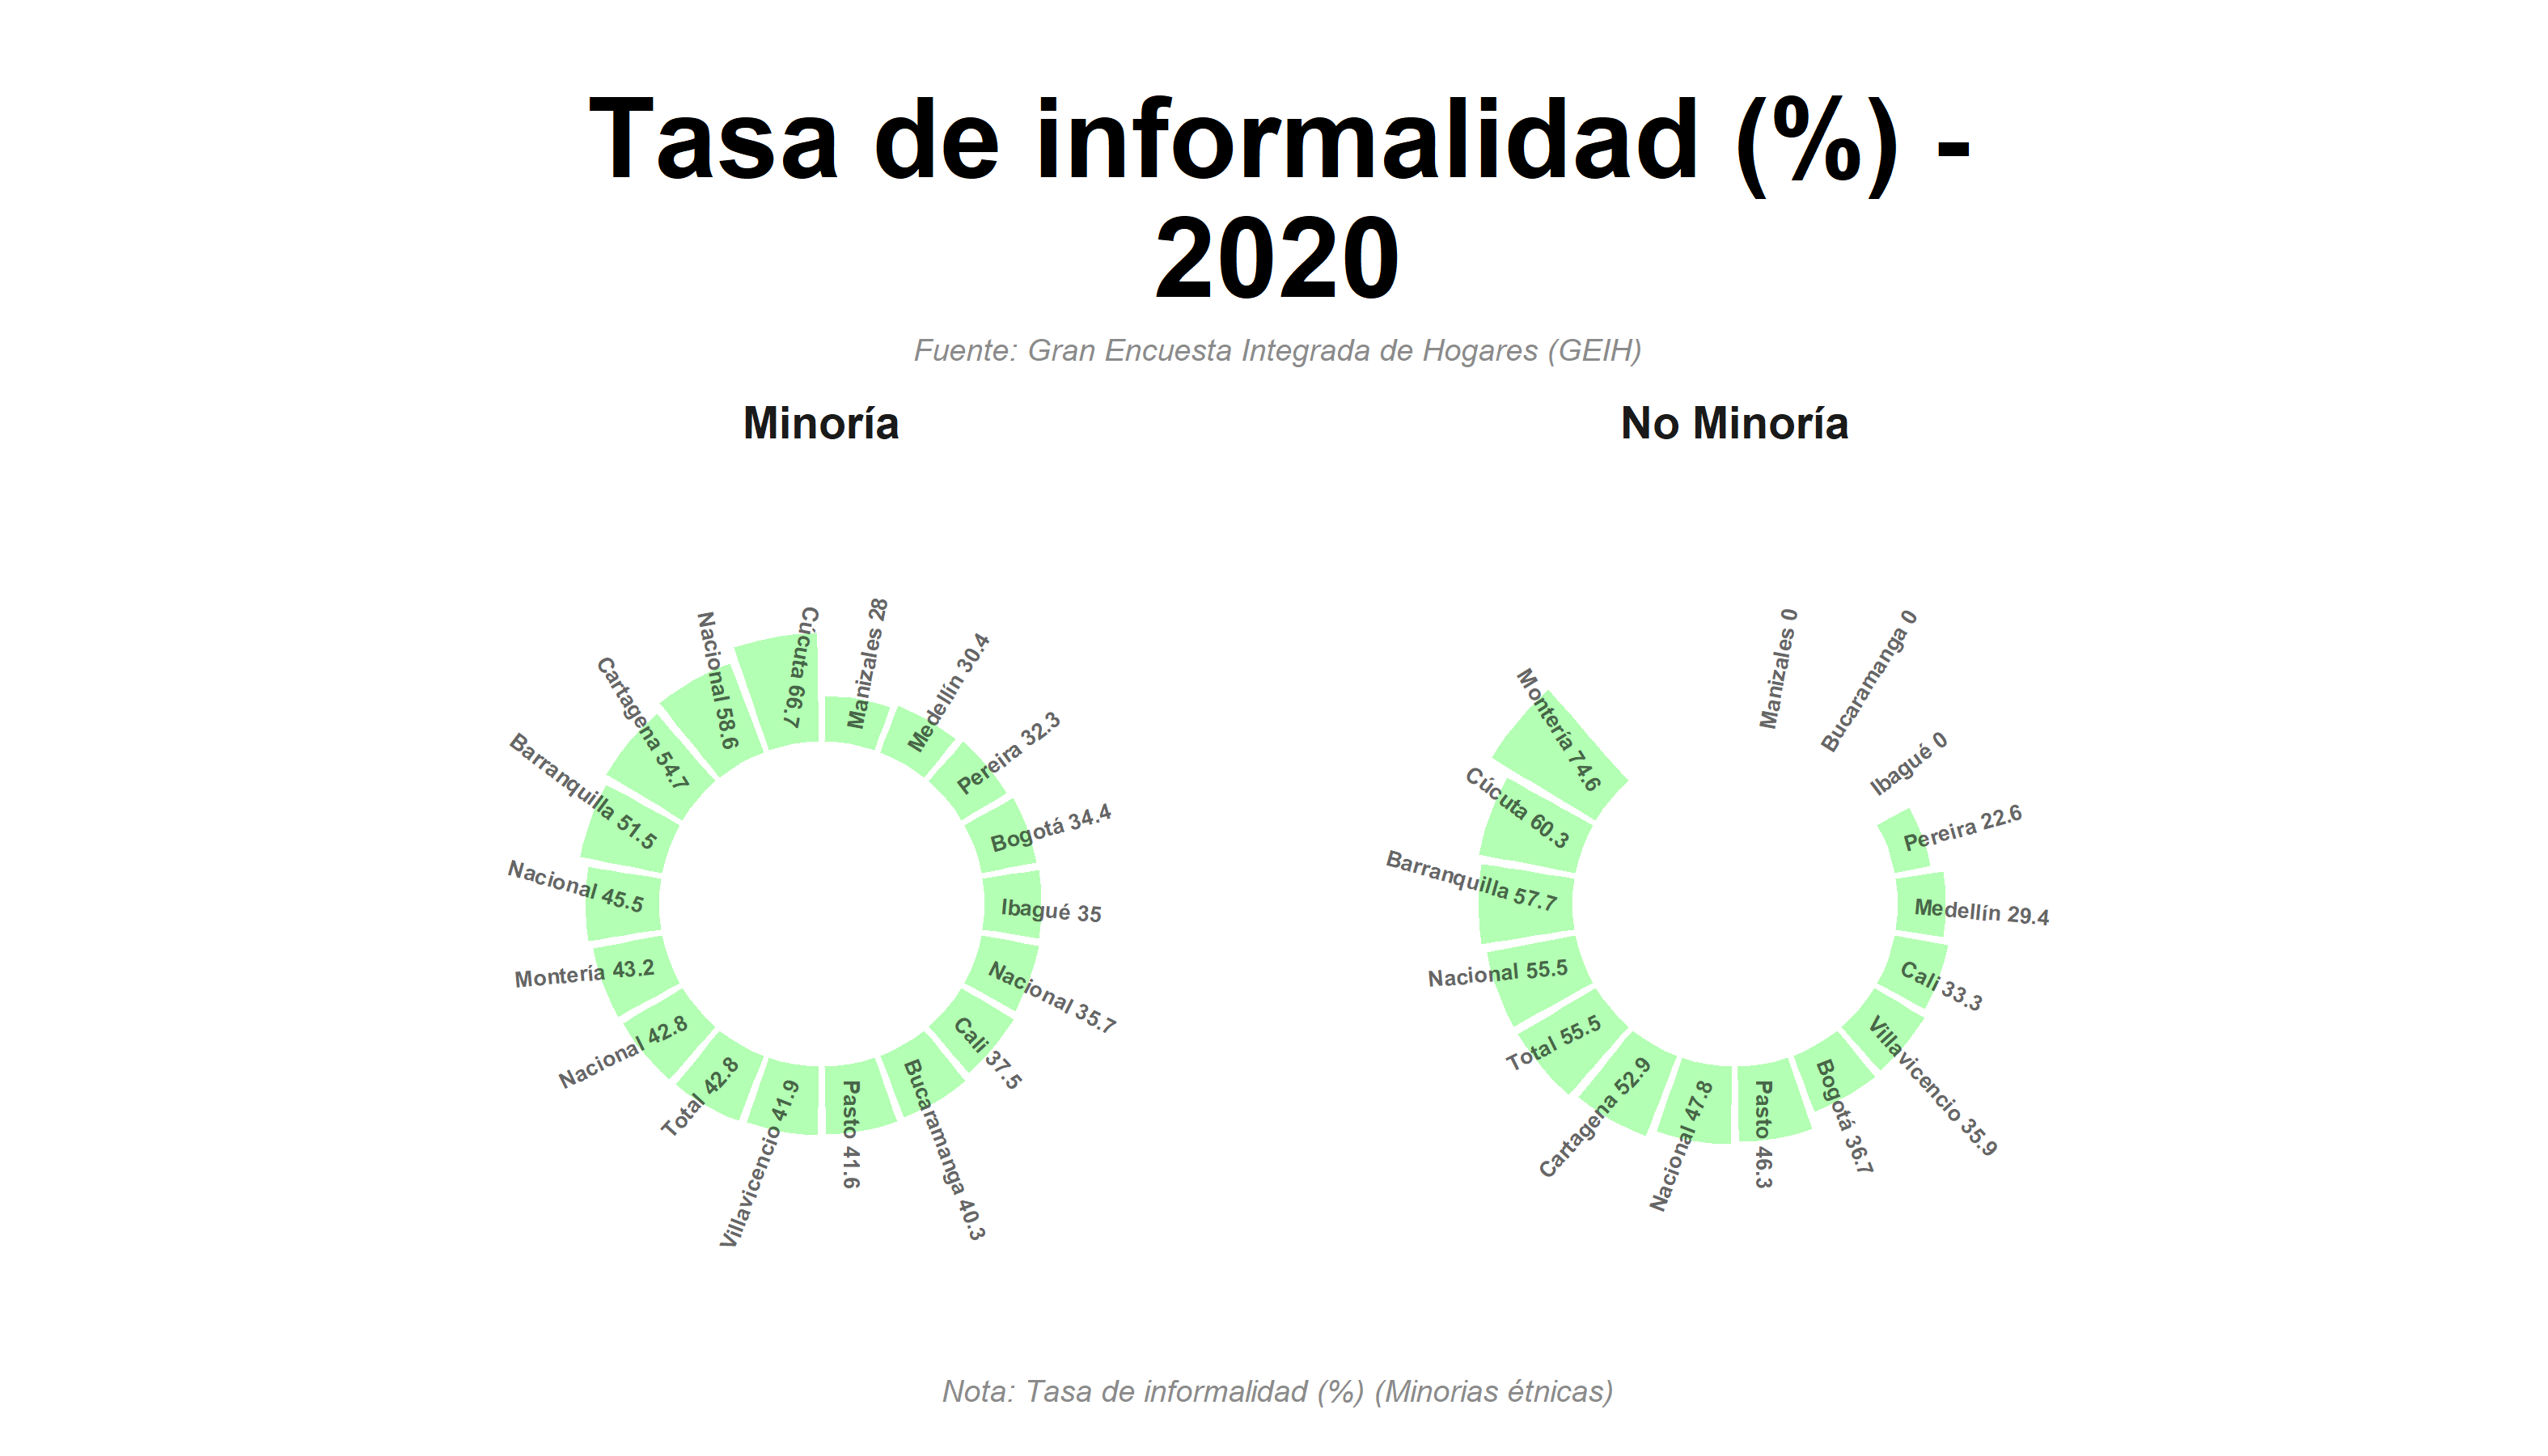 Tasa de informalidad (%) -
2020
Fuente: Gran Encuesta Integrada de Hogares (GEIH)
Minoría
Manizales 28
Medellín 30.4
Pereira 32.3
Bogotá 34.4
Ibagué 35
Nacional 35.7
Cali 37.5
Bucaramanga 40.3
Pasto 41.6
Villavicencio 41.9
Total 42.8
Nacional 42.8
Montería 43.2
Nacional 45.5
Barranquilla 51.5
Cartagena 54.7
Nacional 58.6
Cúcuta 66.7
No Minoría
Manizales 0
Bucaramanga 0
Ibagué 0
Pereira 22.6
Medellín 29.4
Cali 33.3
Villavicencio 35.9
Bogotá 36.7
Pasto 46.3
Nacional 47.8
Cartagena 52.9
Total 55.5
Nacional 55.5
Barranquilla 57.7
Cúcuta 60.3
Montería 74.6
Nota: Tasa de informalidad (%) (Minorias étnicas)